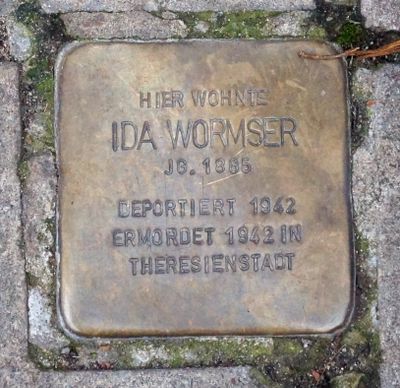 HIER WOHNTE
IDA WORMSER
JG. 1865
DEPORTIERT 1942
ERMORDET 1942 IN
THERESIENSTADT